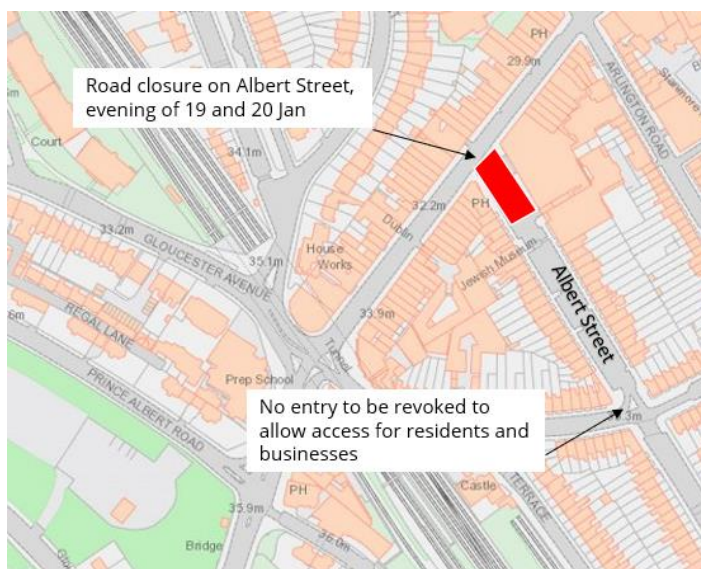 PH
29.9m
Road closure on Albert Street,
evening of 19 and 20 Jan
ARLINGTON ROAD
Court
34.1m
32.2m
PH
Dublin
33.2m
GLOUCESTER AVENUE
35.1m
House
Works
Jewish Museum
Albert Street
REGAL LANE
33.9m
Tunnel
PRINCE ALBERT ROAD
Prep School
No entry to be revoked to
allow access for residents and
businesses
TERRACE
Castle
PH
35.9m
36.0m
Bridge